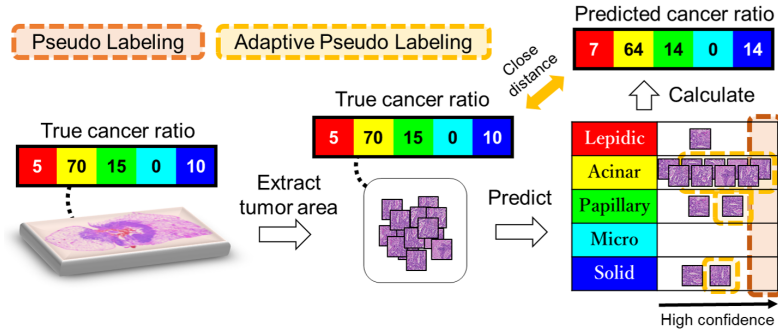 Pseudo Labeling
Adaptive Pseudo Labeling
Predicted cancer ratio
7 64 14 0 14
Close
distance
True cancer ratio
5 70 15 0 10
True cancer ratio
5 70 15 0 10
Calculate
Extract
tumor area
Predict
Lepidic
Acinar
Papillary
Micro
Solid
High confidence